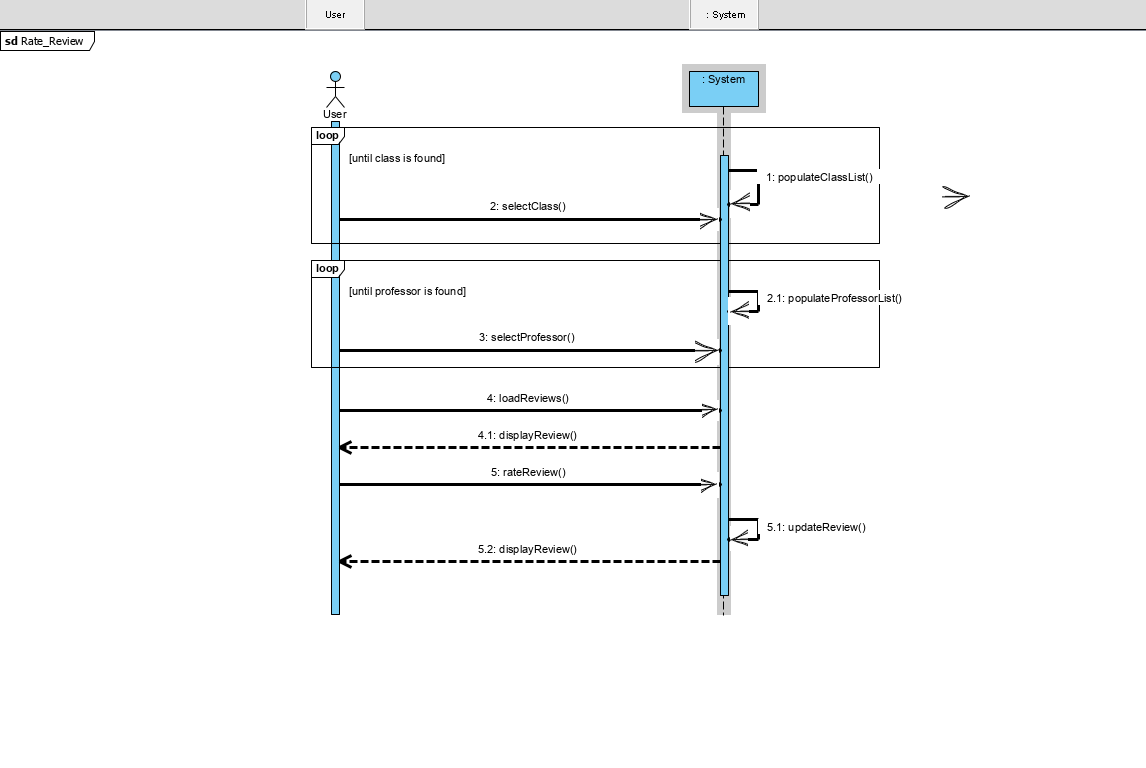 User
: System
sd Rate_Review
: System
User
loop
[until class is found]
1: populateClassList()
2: selectClass()
loop
[until professor is found]
2.1: populateProfessorList()
3: selectProfessor()
4: loadReviews()
4.1: displayReview()
5: rateReview()
5.1: updateReview()
5.2: displayReview()